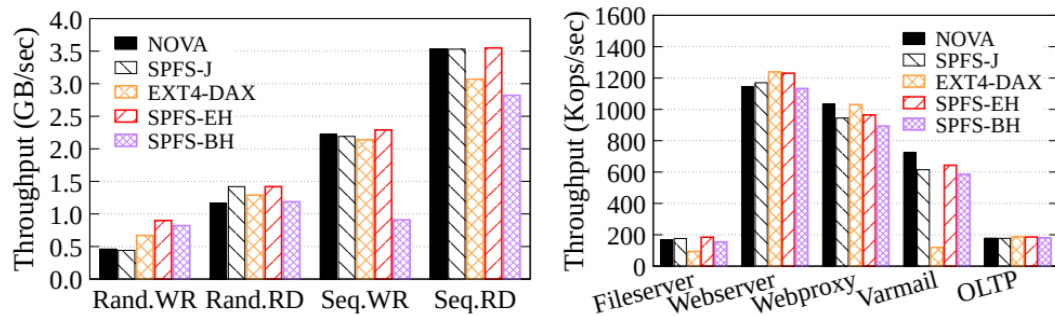 Throughput (GB/sec)
4.0
3.5
3.0
2.5
2.0
1.5
1.0
0.5
0.0
NOVA
SPFS-J
EXT4-DAX
SPFS-EH
SPFS-BH
Rand.WR Rand.RD Seq.WR Seq.RD
Throughput (Kops/sec)
1600
1400
1200
1000
800
600
400
200
0
NOVA
SPFS-J
EXT4-DAX
SPFS-EH
SPFS-BH
Fileserver Webserver Webproxy Varmail OLTP